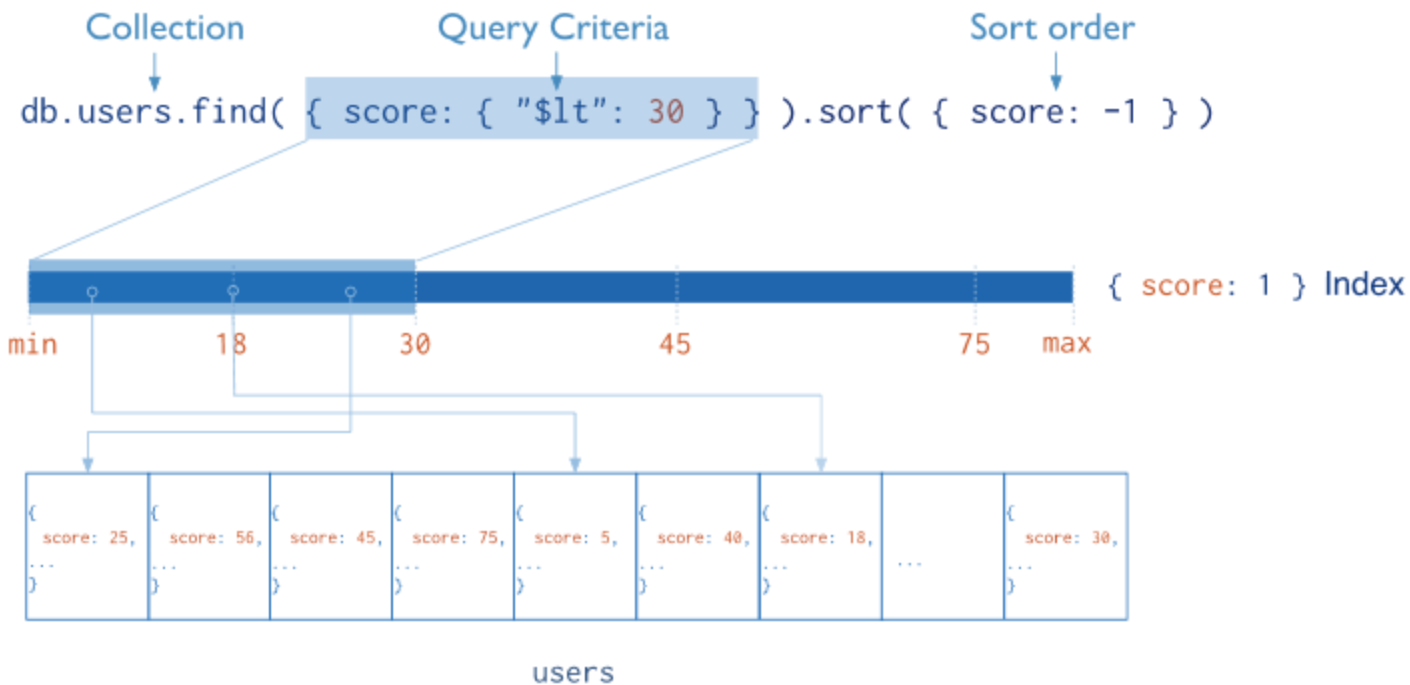 Collection Query Criteria Sort order
db.users.find( { score: { "$lt": 30 } } ).sort( { score: -1 } )
{ score: 1 } Index
min 18 30 45 75 max
{ { { { { { { {
score: 25, score: 56, score: 45, score: 75, score: 5, score: 40, score: 18, score: 30,
... ... ... ... ... ... ... ... ...
} } } } } } } }
users